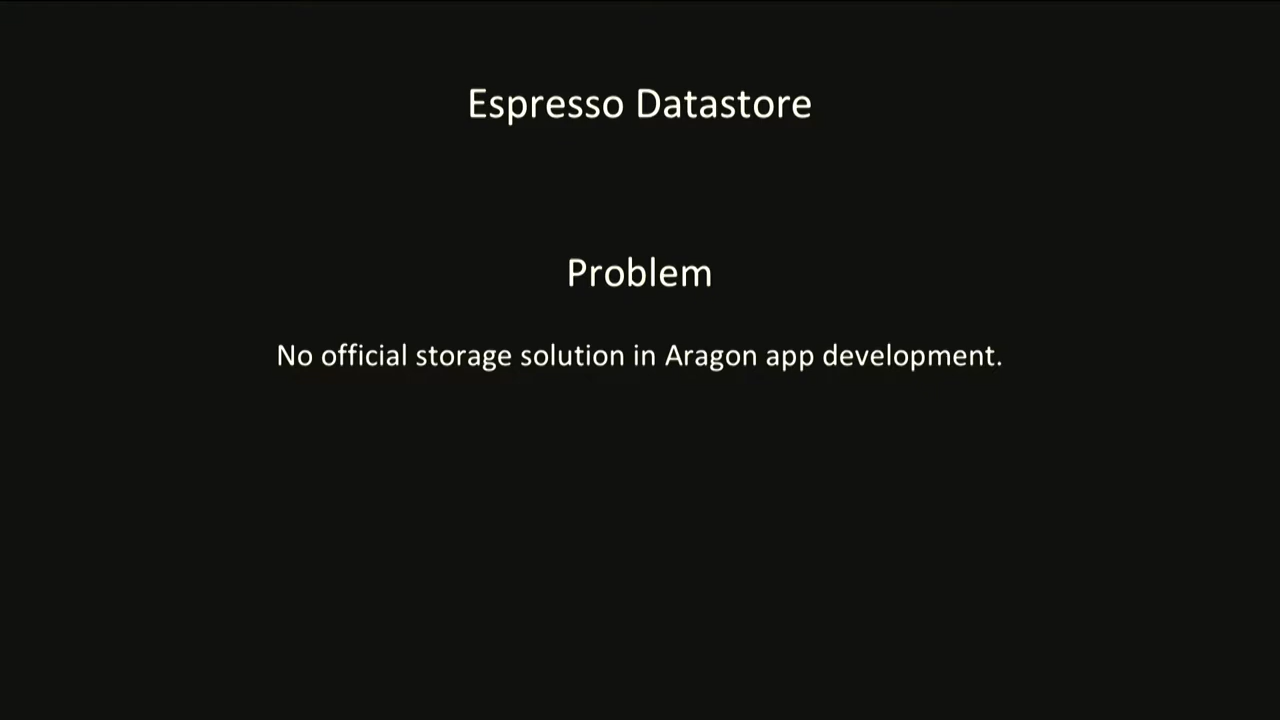 Espresso Datastore
Problem
No official storage solution in Aragon app development.